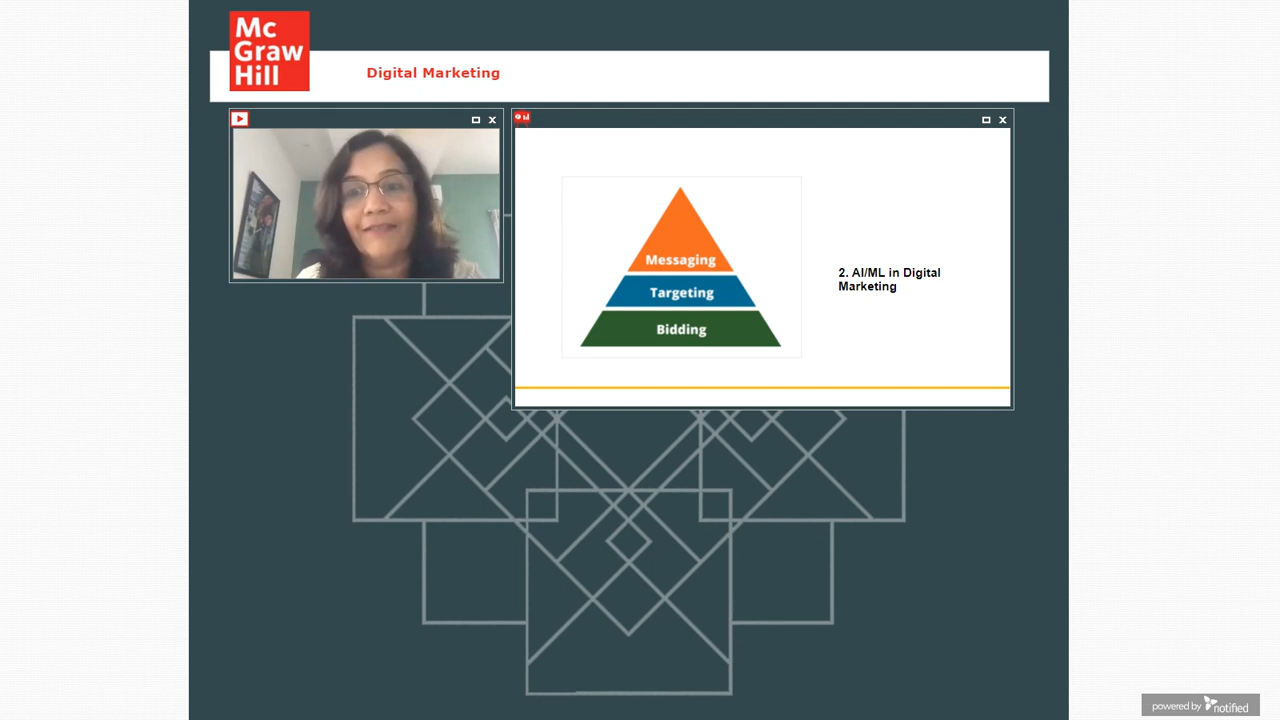 Mc
Graw
Hill
Digital Marketing
Messaging
Targeting
Bidding
2. AI/ML in Digital
Marketing
powered by notified